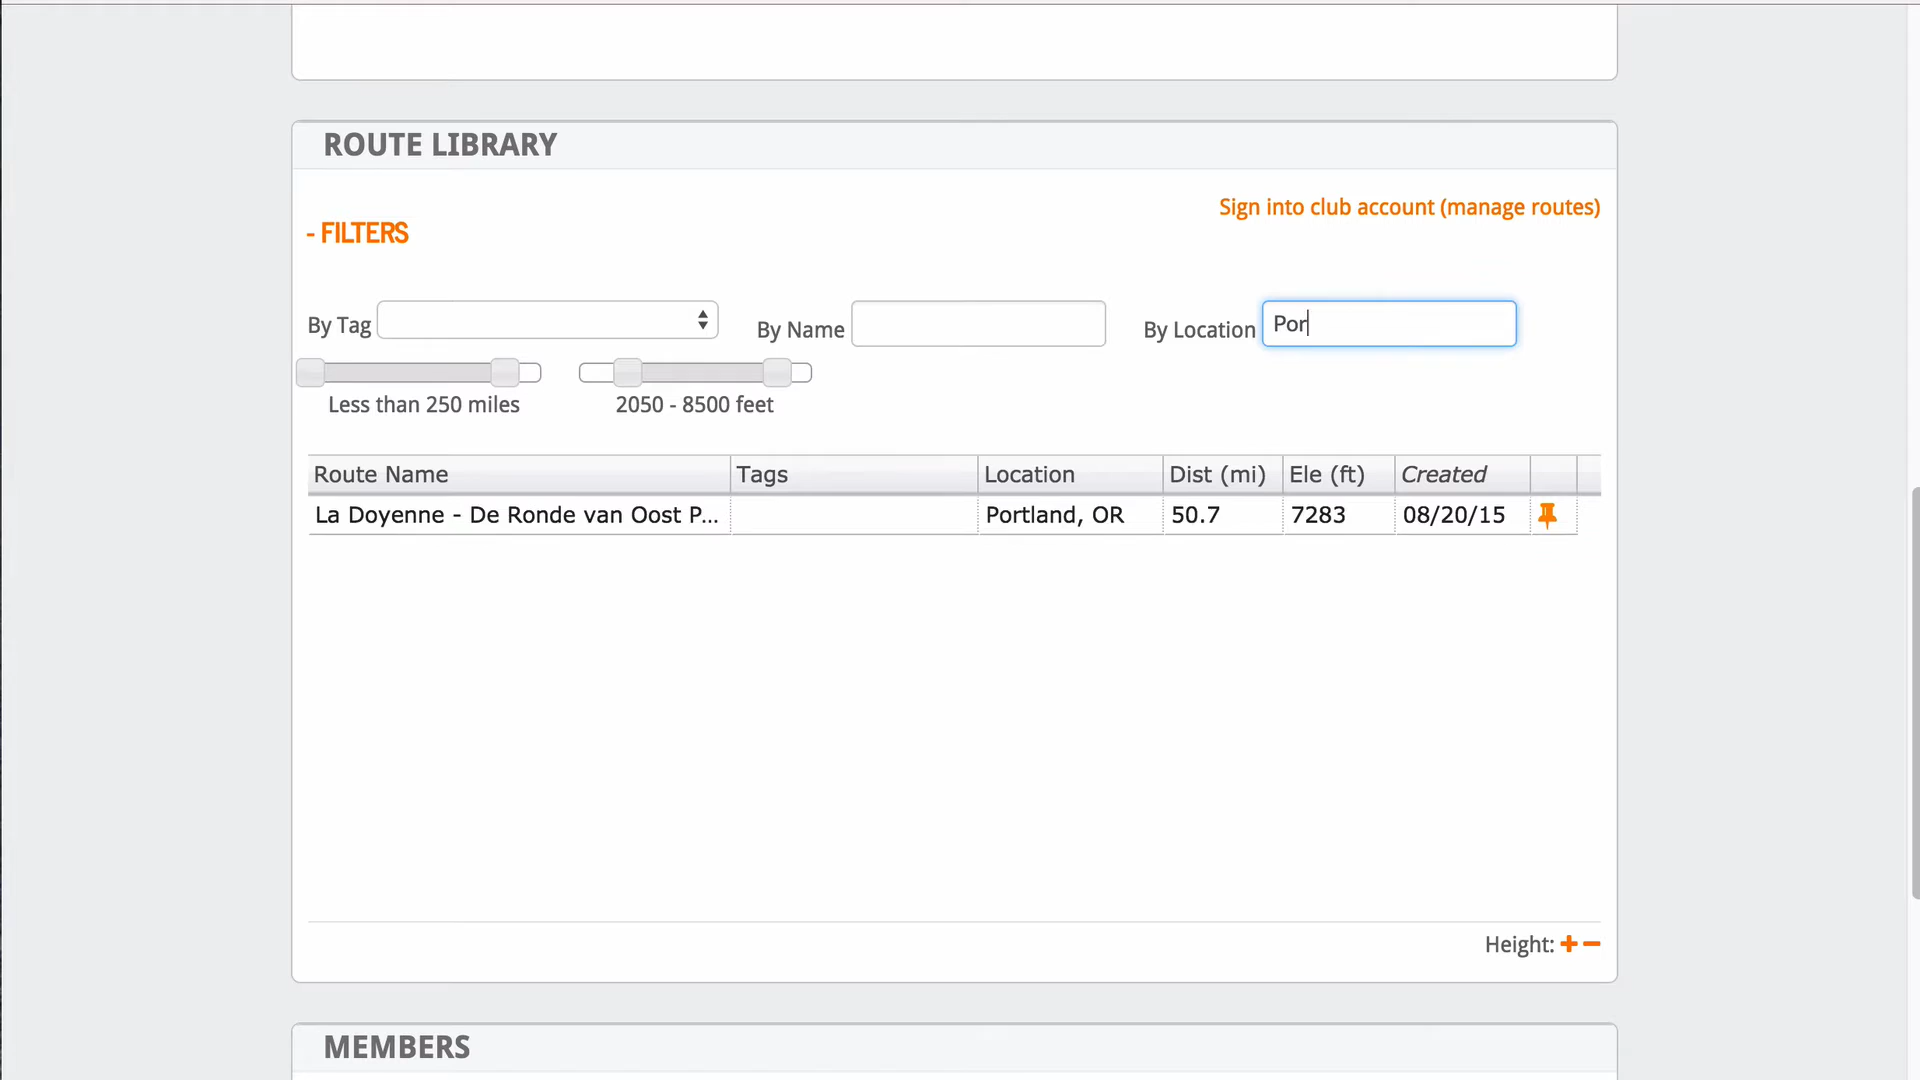 ROUTE LIBRARY
Sign into club account (manage routes)
- FILTERS
By Tag By Name By Location Por
Less than 250 miles 2050 - 8500 feet
Route Name Tags Location Dist (mi) Ele (ft) Created
La Doyenne - De Ronde van Oost P... Portland, OR 50.7 7283 08/20/15
Height: + -
MEMBERS